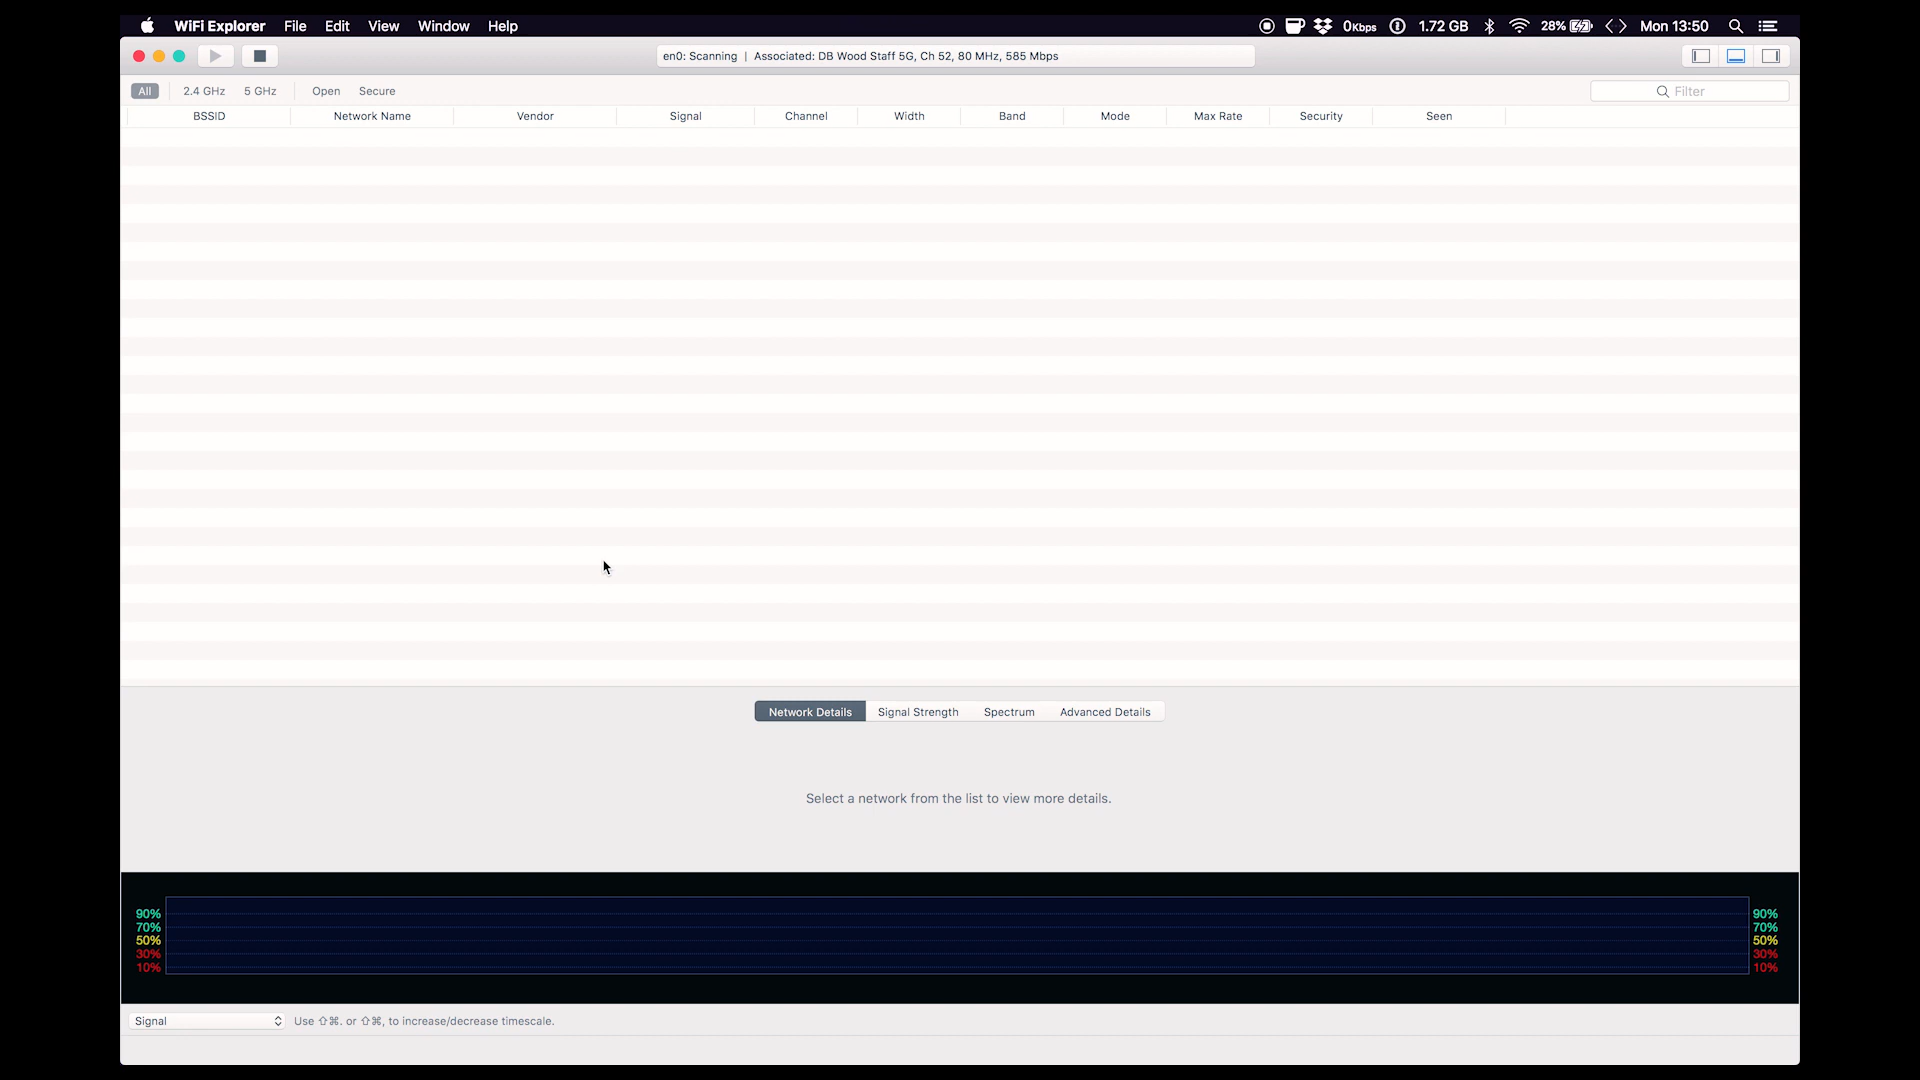 WiFi Explorer File Edit View Window Help 0Kbps 1.72 GB 28% Mon 13:50
en0: Scanning | Associated: DB Wood Staff 5G, Ch 52, 80 MHz, 585 Mbps
All 2.4 GHz 5 GHz Open Secure Filter
BSSID Network Name Vendor Signal Channel Width Band Mode Max Rate Security Seen
Network Details Signal Strength Spectrum Advanced Details
Select a network from the list to view more details.
90% 90%
70% 70%
50% 50%
30% 30%
10% 10%
Signal Use ⇧⌘. or ⇧⌘, to increase/decrease timescale.